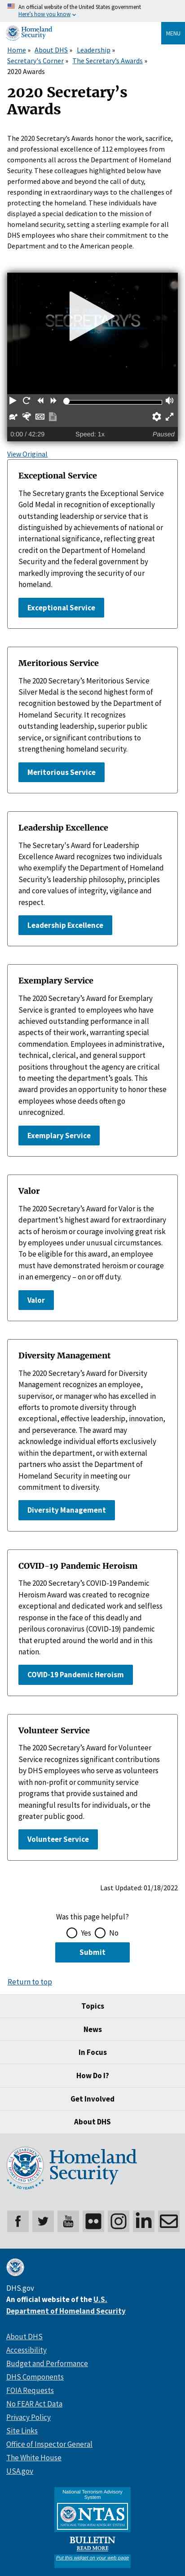 An official website of the United States government
Here's how you know
Homeland
Security
MENU
Home » About DHS » Leadership »
Secretary's Corner » The Secretary's Awards »
2020 Awards
2020 Secretary's
Awards
The 2020 Secretary's Awards honor the hard work, sacrifice,
and professional excellence of 112 employees from
components across the Department. The hard-working
colleagues highlighted below have consistently
performed above and beyond the call of duty,
responding in extraordinary ways to the challenges of
protecting the homeland. These individuals have
displayed a special dedication to the mission of
homeland security, setting a sterling example for all
DHS employees who share a similar commitment to the
Department and to the American people.
SECRETARY'S
0:00 / 42:29
Speed: 1x
Paused
View Original
Exceptional Service
The Secretary grants the Exceptional Service Gold
Medal in recognition of exceptional leadership or
service that is distinguished by achievements of
national or international significance, reflecting great
credit on the Department of Homeland Security or
the federal government by markedly improving the
security of our homeland.
Exceptional Service
Meritorious Service
The 2020 Secretary's Meritorious Service
Silver Medal is the second highest form of
recognition bestowed by the Department of
Homeland Security. It recognizes
outstanding leadership, superior public
service, or significant contributions to
strengthening homeland security.
Meritorious Service
Leadership Excellence
The Secretary's Award for Leadership
Excellence Award recognizes two individuals
who exemplify the Department of Homeland
Security's leadership philosophy, principles
and core values of integrity, vigilance and
respect.
Leadership Excellence
Exemplary Service
The 2020 Secretary's Award for Exemplary
Service is granted to employees who have
achieved outstanding performance in all
aspects of their work, warranting special
commendation. Employees in administrative,
technical, clerical, and general support
positions throughout the agency are critical
to meeting the department's goals. This
award provides an opportunity to honor these
employees whose deeds often go
unrecognized.
Exemplary Service
Valor
The 2020 Secretary's Award for Valor is the
department's highest award for extraordinary
acts of heroism or courage involving great risk
by employees under unusual circumstances.
To be eligible for this award, an employee
must have demonstrated heroism or courage
in an emergency – on or off duty.
Valor
Diversity Management
The 2020 Secretary's Award for Diversity
Management recognizes an employee,
supervisor, or manager who has excelled in
efforts to promote diversity through
exceptional, effective leadership, innovation,
and perseverance. The award may
acknowledge individual efforts exclusively
within the department, or with external
partners who assist the Department of
Homeland Security in meeting our
commitment to diversity.
Diversity Management
COVID-19 Pandemic Heroism
The 2020 Secretary's COVID-19 Pandemic
Heroism Award was created to recognize
exceptional and dedicated work and selfless
response in the face of a deadly and
perilous coronavirus (COVID-19) pandemic
that erupted around the world and in this
nation.
COVID-19 Pandemic Heroism
Volunteer Service
The 2020 Secretary's Award for Volunteer
Service recognizes significant contributions
by DHS employees who serve as volunteers
with non-profit or community service
programs that provide sustained and
meaningful results for individuals, or the
greater public good.
Volunteer Service
Last Updated: 01/18/2022
Was this page helpful?
Yes
No
Submit
Return to top
Topics
News
In Focus
How Do I?
Get Involved
About DHS
Homeland
Security
DHS.gov
An official website of the U.S.
Department of Homeland Security
About DHS
Accessibility
Budget and Performance
DHS Components
FOIA Requests
No FEAR Act Data
Privacy Policy
Site Links
Office of Inspector General
The White House
USA.gov
National Terrorism Advisory
System
NTAS
BULLETIN
READ MORE
Put this widget on your web page